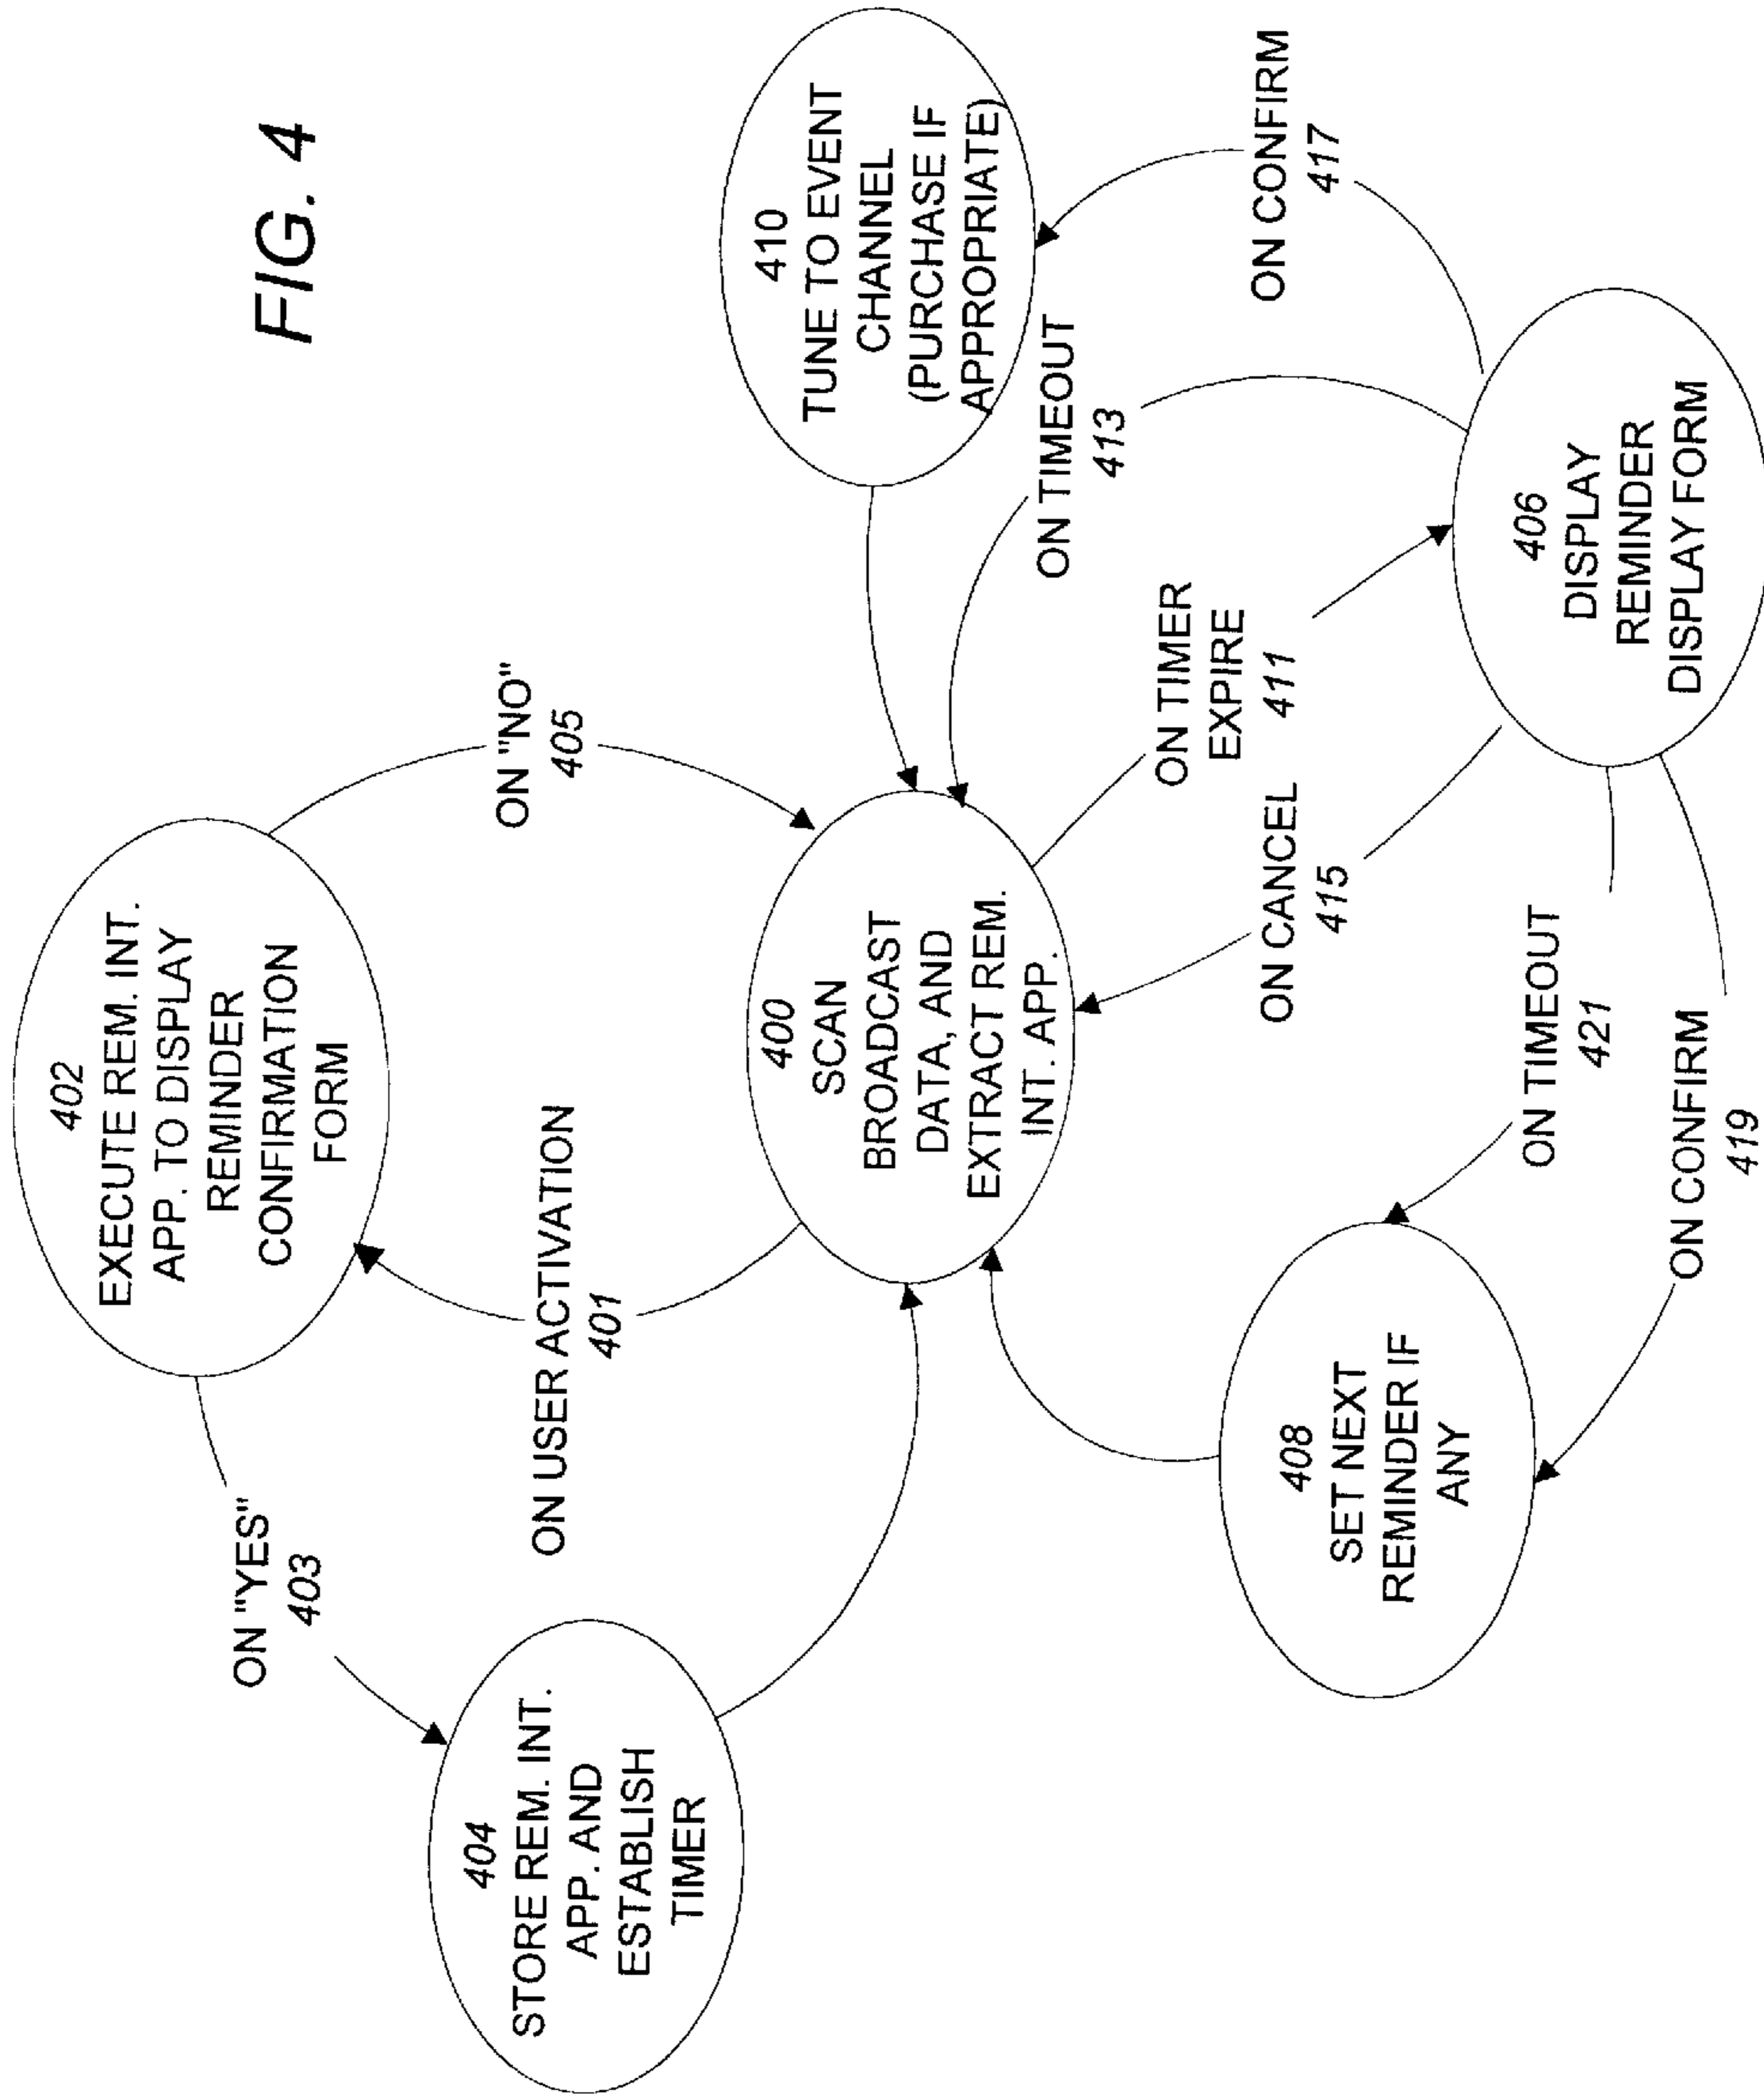 FIG. 4
402
EXECUTE REM. INT.
APP. TO DISPLAY
REMINDER
CONFIRMATION
FORM
ON "YES"
403
ON "NO"
405
404
STORE REM. INT.
APP. AND
ESTABLISH
TIMER
ON USER ACTIVATION
401
410
TUNE TO EVENT
CHANNEL
(PURCHASE IF
APPROPRIATE)
400
SCAN
BROADCAST
DATA, AND
EXTRACT REM.
INT. APP.
ON TIMEOUT
413
ON TIMER
EXPIRE
411
ON CONFIRM
417
ON CANCEL
415
408
SET NEXT
REMINDER IF
ANY
ON TIMEOUT
421
406
DISPLAY
REMINDER
DISPLAY FORM
ON CONFIRM
419